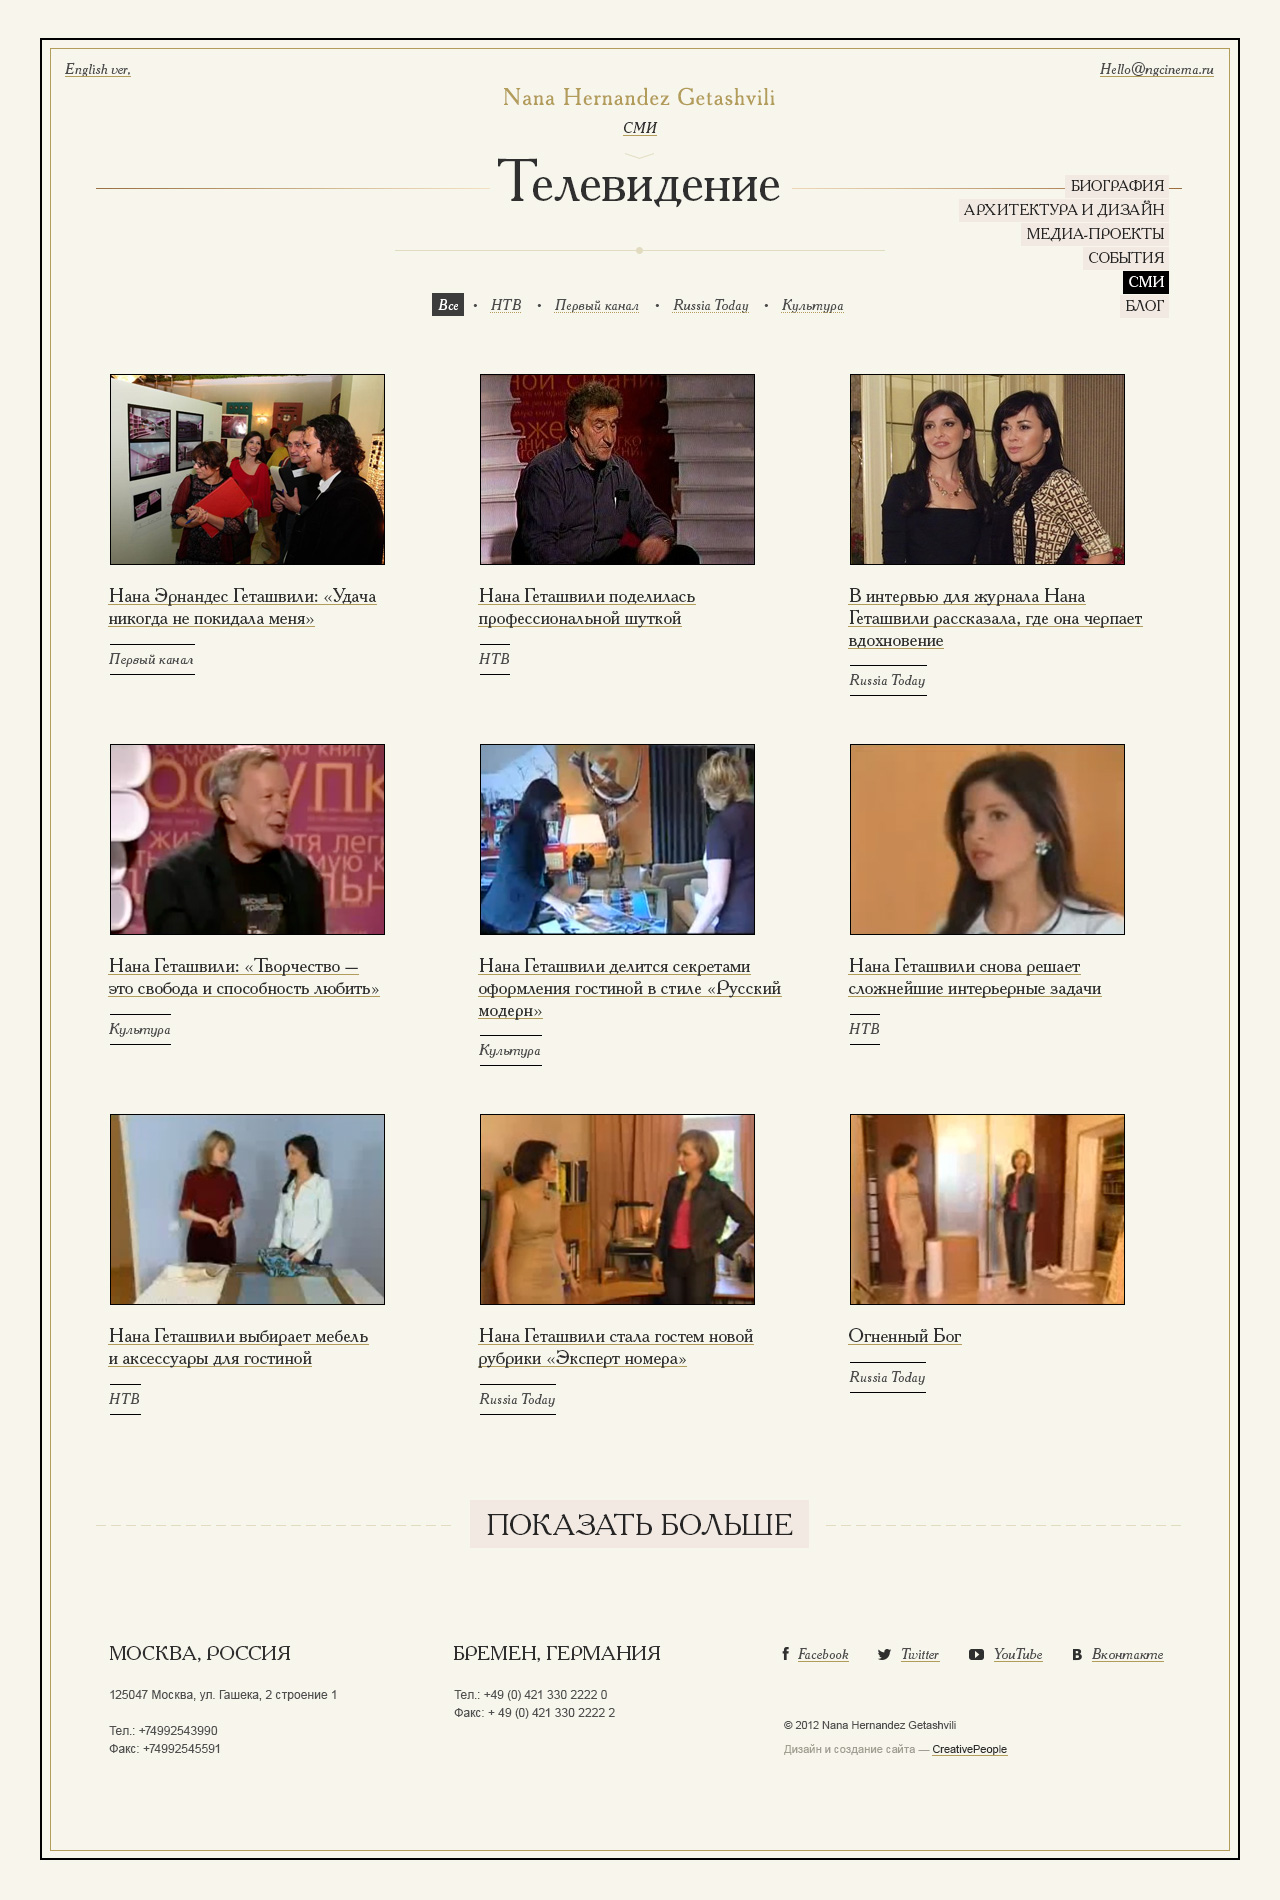 English ver.
Hello@ngcinema.ru
Nana Hernandez Getashvili
СМИ
Телевидение
БИОГРАФИЯ
АРХИТЕКТУРА И ДИЗАЙН
МЕДИА-ПРОЕКТЫ
СОБЫТИЯ
СМИ
БЛОГ
Все • НТВ • Первый канал • Russia Today • Культура
Нана Эрнандес Геташвили: «Удача
никогда не покидала меня»
Первый канал
Нана Геташвили поделилась
профессиональной шуткой
НТВ
В интервью для журнала Нана
Геташвили рассказала, где она черпает
вдохновение
Russia Today
Нана Геташвили: «Творчество —
это свобода и способность любить»
Культура
Нана Геташвили делится секретами
оформления гостиной в стиле «Русский
модерн»
Культура
Нана Геташвили снова решает
сложнейшие интерьерные задачи
НТВ
Нана Геташвили выбирает мебель
и аксессуары для гостиной
НТВ
Нана Геташвили стала гостем новой
рубрики «Эксперт номера»
Russia Today
Огненный Бог
Russia Today
ПОКАЗАТЬ БОЛЬШЕ
МОСКВА, РОССИЯ
125047 Москва, ул. Гашека, 2 строение 1
Тел.: +74992543990
Факс: +74992545591
БРЕМЕН, ГЕРМАНИЯ
Тел.: +49 (0) 421 330 2222 0
Факс: + 49 (0) 421 330 2222 2
Facebook
Twitter
YouTube
Вконтакте
© 2012 Nana Hernandez Getashvili
Дизайн и создание сайта — CreativePeople